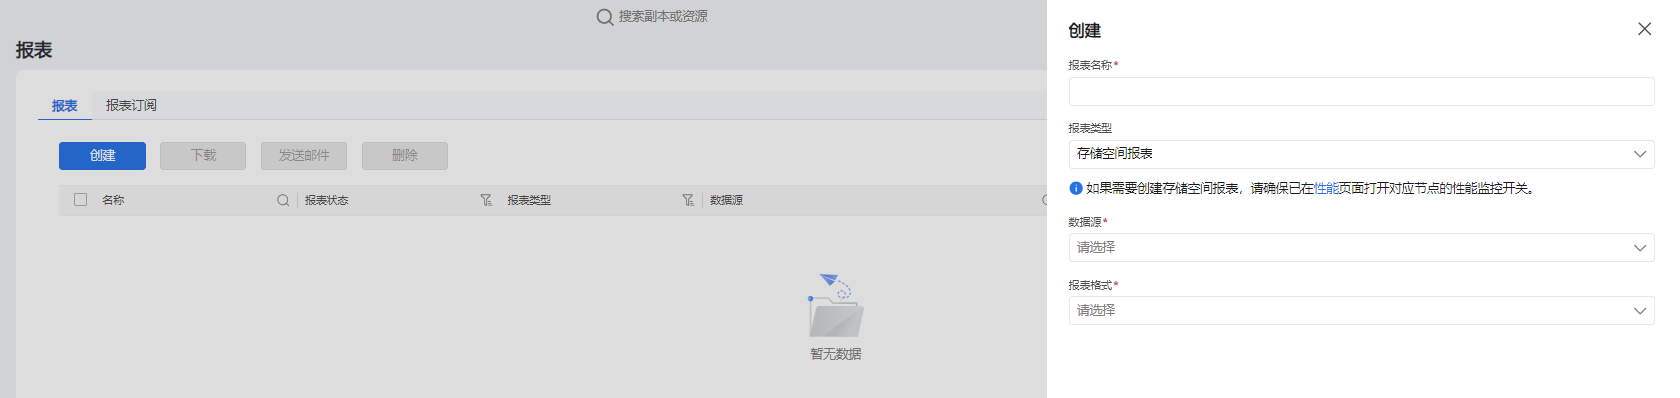 搜索副本或资源
报表
报表 报表订阅
创建 下载 发送邮件 删除
名称 报表状态 报表类型 数据源
暂无数据
创建
报表名称*
报表类型
存储空间报表
如果需要创建存储空间报表，请确保已在性能页面打开对应节点的性能监控开关。
数据源*
请选择
报表格式*
请选择